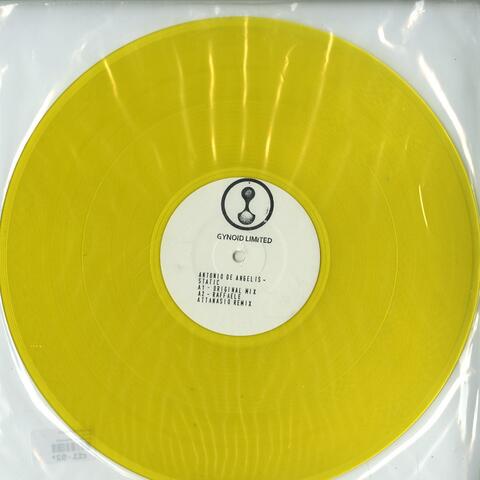 GYNOID LIMITED
ANTONIO DE ANGELIS -
STATIC
A1 - ORIGINAL MIX
A2 - RAFFAELE
ATTANASIO REMIX